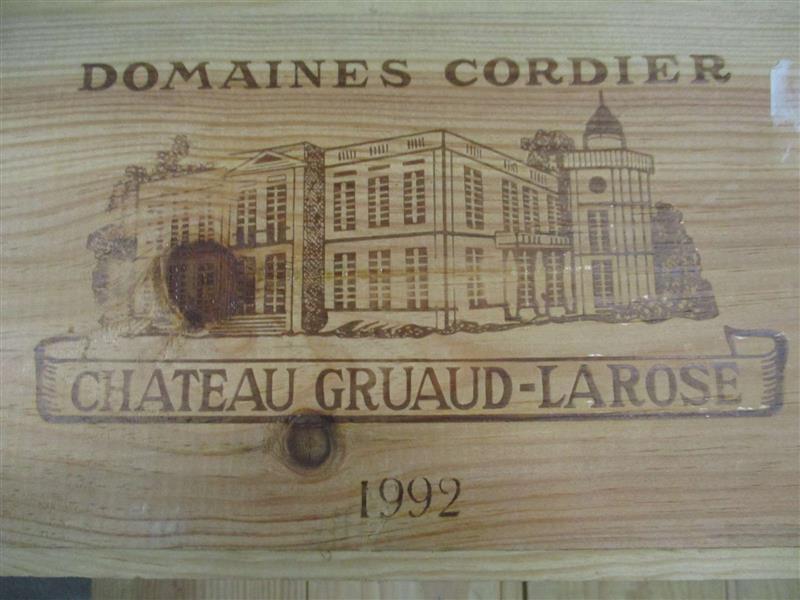 DOMAINES CORDIER
CHATEAU GRUAUD-LAROSE
1992